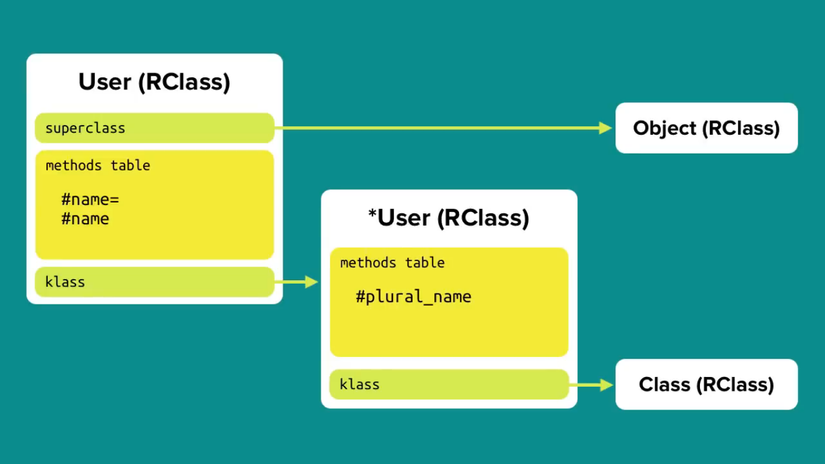 User (RClass)
superclass
methods table
#name=
#name
klass
Object (RClass)
*User (RClass)
methods table
#plural_name
klass
Class (RClass)